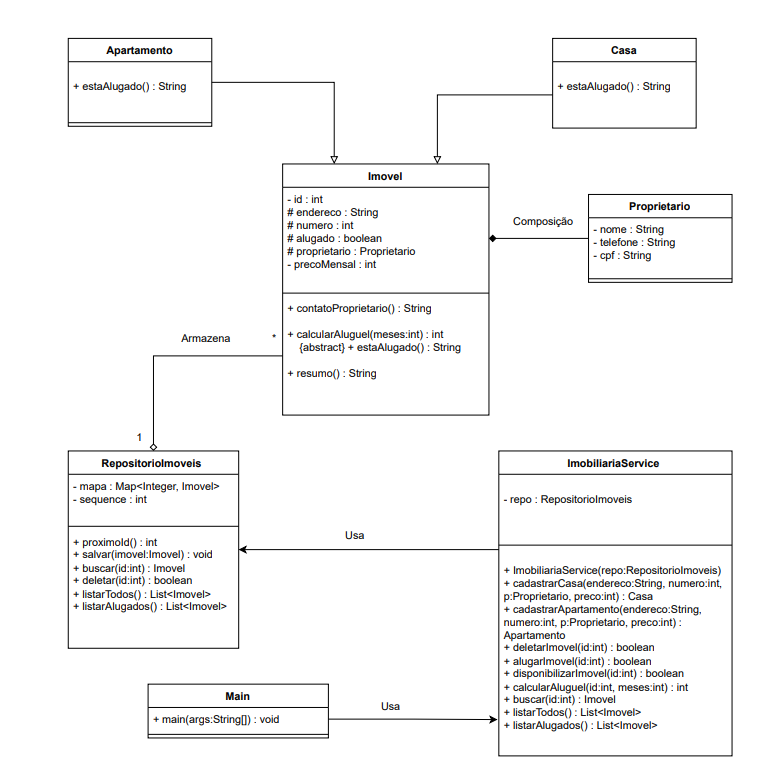 Apartamento
+ estaAlugado() : String
Casa
+ estaAlugado() : String
Imovel
- id : int
# endereco : String
# numero : int
# alugado : boolean
# proprietario : Proprietario
- precoMensal : int
+ contatoProprietario() : String
+ calcularAluguel(meses:int) : int
{abstract} + estaAlugado() : String
+ resumo() : String
Composição
Proprietario
- nome : String
- telefone : String
- cpf : String
Armazena
*
1
RepositorioImoveis
- mapa : Map<Integer, Imovel>
- sequence : int
+ proximoId() : int
+ salvar(imovel:Imovel) : void
+ buscar(id:int) : Imovel
+ deletar(id:int) : boolean
+ listarTodos() : List<Imovel>
+ listarAlugados() : List<Imovel>
Usa
ImobiliariaService
- repo : RepositorioImoveis
+ ImobiliariaService(repo:RepositorioImoveis)
+ cadastrarCasa(endereco:String, numero:int,
p:Proprietario, preco:int) : Casa
+ cadastrarApartamento(endereco:String,
numero:int, p:Proprietario, preco:int) :
Apartamento
+ deletarImovel(id:int) : boolean
+ alugarImovel(id:int) : boolean
+ disponibilizarImovel(id:int) : boolean
+ calcularAluguel(id:int, meses:int) : int
+ buscar(id:int) : Imovel
+ listarTodos() : List<Imovel>
+ listarAlugados() : List<Imovel>
Main
+ main(args:String[]) : void
Usa